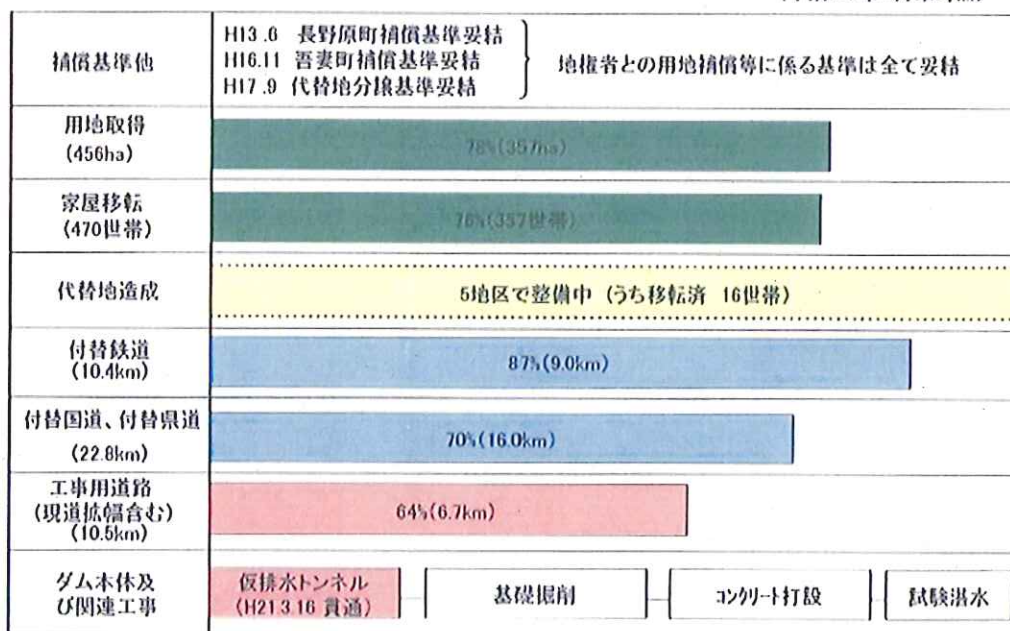 補償基準他
H13.6 長野原町補償基準妥結
H16.11 吾妻町補償基準妥結
H17.9 代替地分譲基準妥結
地権者との用地補償等に係る基準は全て妥結
用地取得
(456ha)
78%(357ha)
家屋移転
(470世帯)
76%(357世帯)
代替地造成
5地区で整備中 (うち移転済 16世帯)
付替鉄道
(10.4km)
87%(9.0km)
付替国道、付替県道
(22.8km)
70%(16.0km)
工事用道路
(現道拡幅含む)
(10.5km)
64%(6.7km)
ダム本体及
び関連工事
仮排水トンネル
(H21.3.16 貫通)
基礎掘削
コンクリート打設
試験湛水